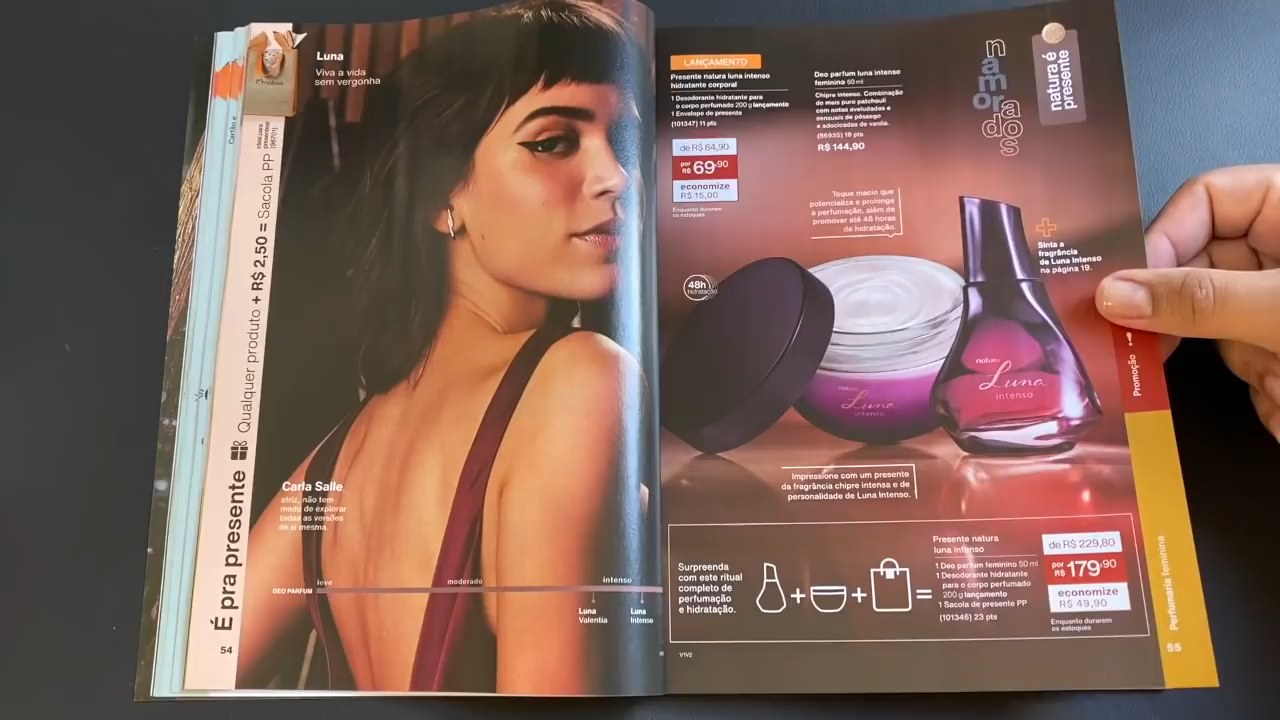 Luna
Viva a vida
sem vergonha
Cartão e
É pra presente
Qualquer produto + R$ 2,50 = Sacola PP
ideal para
presentear
(96701)
Carla Salle
atriz, não tem
medo de explorar
todas as versões
de si mesma.
DEO PARFUM
leve
moderado
intenso
Luna
Valentia
Luna
Intenso
54
LANÇAMENTO
Presente natura luna intenso
hidratante corporal
1 Desodorante hidratante para
o corpo perfumado 200 g lançamento
1 Envelope de presente
(101347) 11 pts
de R$ 84,90
por
R$ 69,90
economize
R$ 15,00
Enquanto durarem
os estoques
Deo parfum luna intenso
feminino 50 ml
Chipre intenso. Combinação
do mais puro patchouli
com notas aveludadas e
sensuais de pêssego
e adocicadas de vanila.
(86935) 18 pts
R$ 144,90
namorados
natura é
presente
Toque macio que
potencializa e prolonga
a perfumação, além de
promover até 48 horas
de hidratação.
48h
hidratação
Sinta a
fragrância
de Luna Intenso
na página 19.
natura
Luna
intenso
natura
Luna
intenso
Promoção
Impressione com um presente
da fragrância chipre intensa e de
personalidade de Luna Intenso.
Surpreenda
com este ritual
completo de
perfumação
e hidratação.
+ + =
Presente natura
luna intenso
1 Deo parfum feminino 50 ml
1 Desodorante hidratante
para o corpo perfumado
200 g lançamento
1 Sacola de presente PP
(101346) 23 pts
de R$ 229,80
por
R$ 179,90
economize
R$ 49,90
Enquanto durarem
os estoques
Perfumaria feminina
55
V1V2